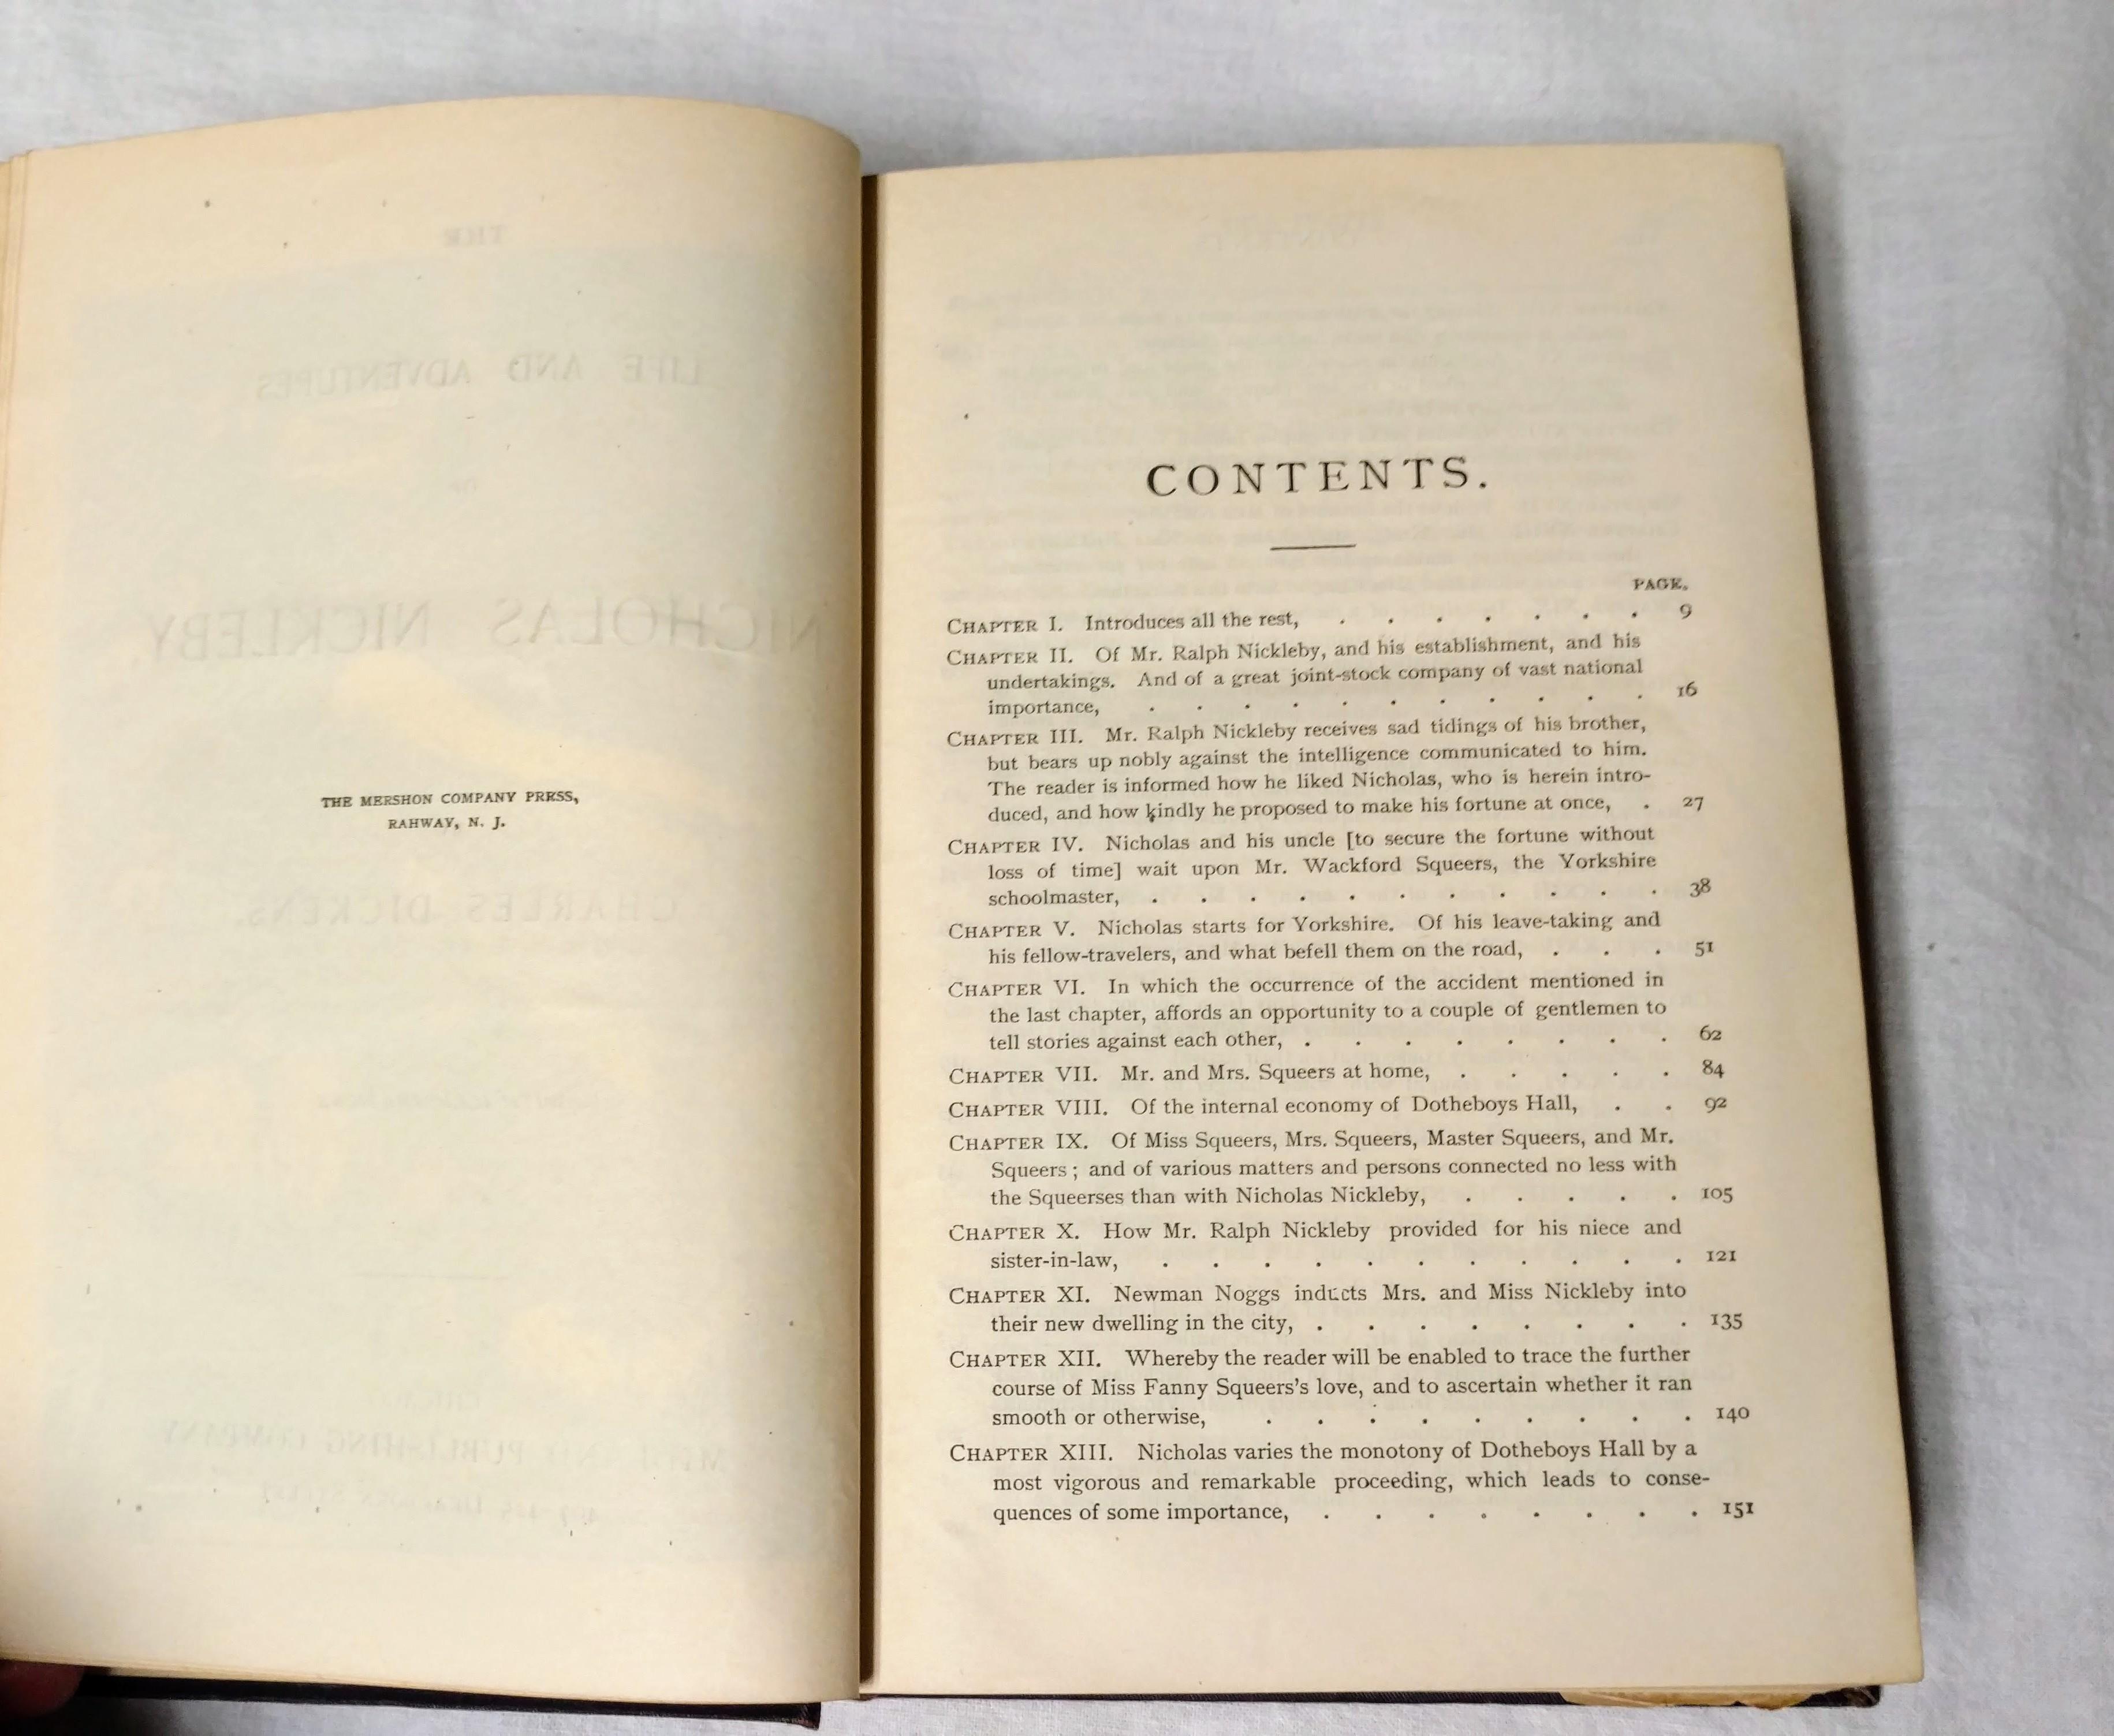 THE MERSHON COMPANY PRESS,
RAHWAY, N. J.
CONTENTS.
PAGE.
CHAPTER I. Introduces all the rest, . . . . . . . 9
CHAPTER II. Of Mr. Ralph Nickleby, and his establishment, and his
undertakings. And of a great joint-stock company of vast national
importance, . . . . . . . . . . . 16
CHAPTER III. Mr. Ralph Nickleby receives sad tidings of his brother,
but bears up nobly against the intelligence communicated to him.
The reader is informed how he liked Nicholas, who is herein intro-
duced, and how kindly he proposed to make his fortune at once, . 27
CHAPTER IV. Nicholas and his uncle [to secure the fortune without
loss of time] wait upon Mr. Wackford Squeers, the Yorkshire
schoolmaster, . . . . . . . . . . . 38
CHAPTER V. Nicholas starts for Yorkshire. Of his leave-taking and
his fellow-travelers, and what befell them on the road, . . . 51
CHAPTER VI. In which the occurrence of the accident mentioned in
the last chapter, affords an opportunity to a couple of gentlemen to
tell stories against each other, . . . . . . . . 62
CHAPTER VII. Mr. and Mrs. Squeers at home, . . . . . 84
CHAPTER VIII. Of the internal economy of Dotheboys Hall, . . 92
CHAPTER IX. Of Miss Squeers, Mrs. Squeers, Master Squeers, and Mr.
Squeers ; and of various matters and persons connected no less with
the Squeerses than with Nicholas Nickleby, . . . . . 105
CHAPTER X. How Mr. Ralph Nickleby provided for his niece and
sister-in-law, . . . . . . . . . . . 121
CHAPTER XI. Newman Noggs inducts Mrs. and Miss Nickleby into
their new dwelling in the city, . . . . . . . . 135
CHAPTER XII. Whereby the reader will be enabled to trace the further
course of Miss Fanny Squeers's love, and to ascertain whether it ran
smooth or otherwise, . . . . . . . . . 140
CHAPTER XIII. Nicholas varies the monotony of Dotheboys Hall by a
most vigorous and remarkable proceeding, which leads to conse-
quences of some importance, . . . . . . . . 151